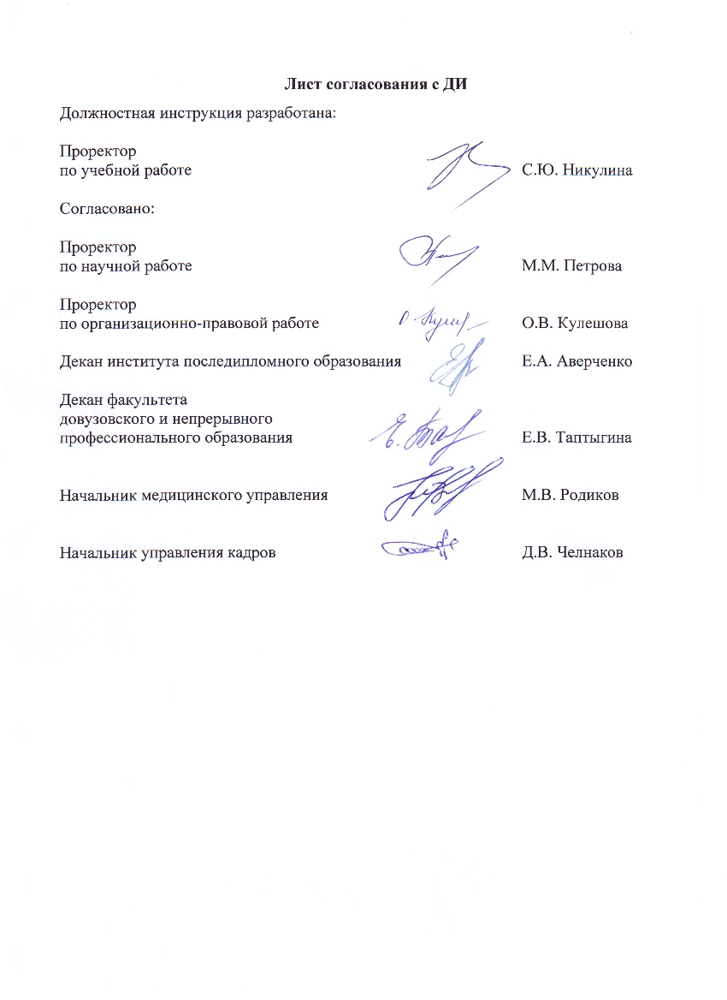 Лист согласования с ДИ
Должностная инструкция разработана:
Проректор
по учебной работе С.Ю. Никулина
Согласовано:
Проректор
по научной работе М.М. Петрова
Проректор
по организационно-правовой работе О.В. Кулешова
Декан института последипломного образования Е.А. Аверченко
Декан факультета
довузовского и непрерывного
профессионального образования Е.В. Таптыгина
Начальник медицинского управления М.В. Родиков
Начальник управления кадров Д.В. Челнаков